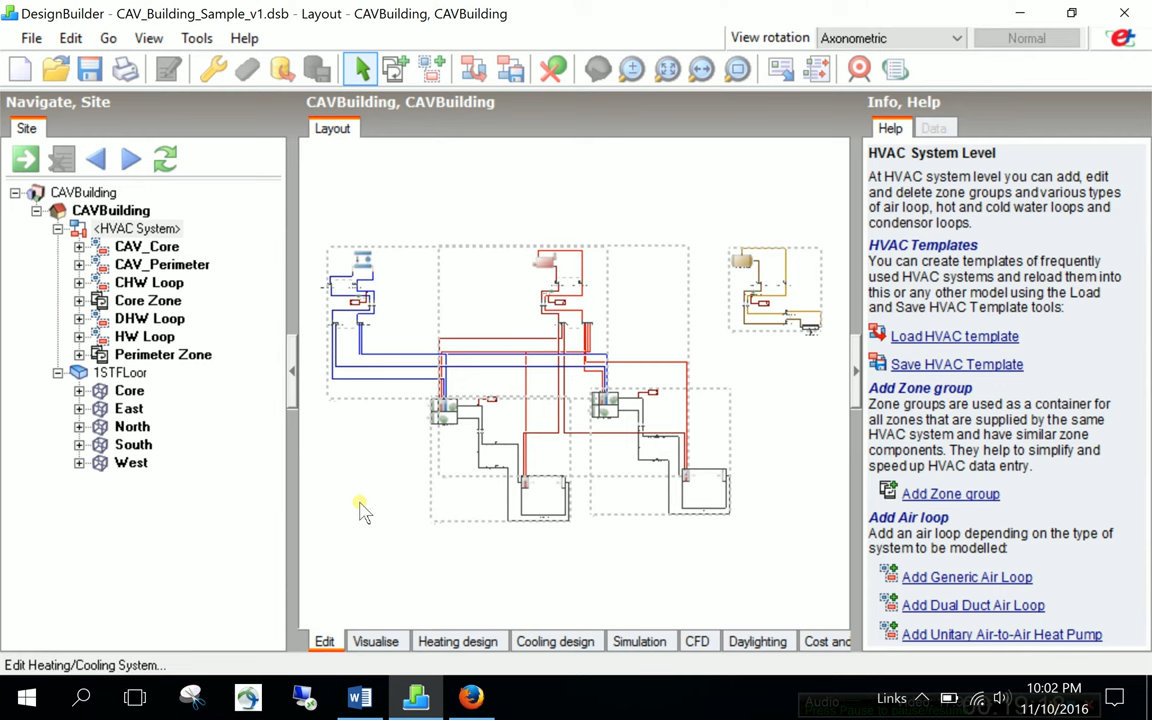 DesignBuilder - CAV_Building_Sample_v1.dsb - Layout - CAVBuilding, CAVBuilding
File Edit Go View Tools Help
View rotation Axonometric Normal
Navigate, Site
CAVBuilding, CAVBuilding
Info, Help
Site
Layout
Help Data
CAVBuilding
CAVBuilding
<HVAC System>
CAV_Core
CAV_Perimeter
CHW Loop
Core Zone
DHW Loop
HW Loop
Perimeter Zone
1STFLoor
Core
East
North
South
West
HVAC System Level
At HVAC system level you can add, edit
and delete zone groups and various types
of air loop, hot and cold water loops and
condensor loops.
HVAC Templates
You can create templates of frequently
used HVAC systems and reload them into
this or any other model using the Load
and Save HVAC Template tools:
Load HVAC template
Save HVAC Template
Add Zone group
Zone groups are used as a container for
all zones that are supplied by the same
HVAC system and have similar zone
components. They help to simplify and
speed up HVAC data entry.
Add Zone group
Add Air loop
Add an air loop depending on the type of
system to be modelled:
Add Generic Air Loop
Add Dual Duct Air Loop
Add Unitary Air-to-Air Heat Pump
Edit Visualise Heating design Cooling design Simulation CFD Daylighting Cost and
Edit Heating/Cooling System...
Links
10:02 PM
11/10/2016